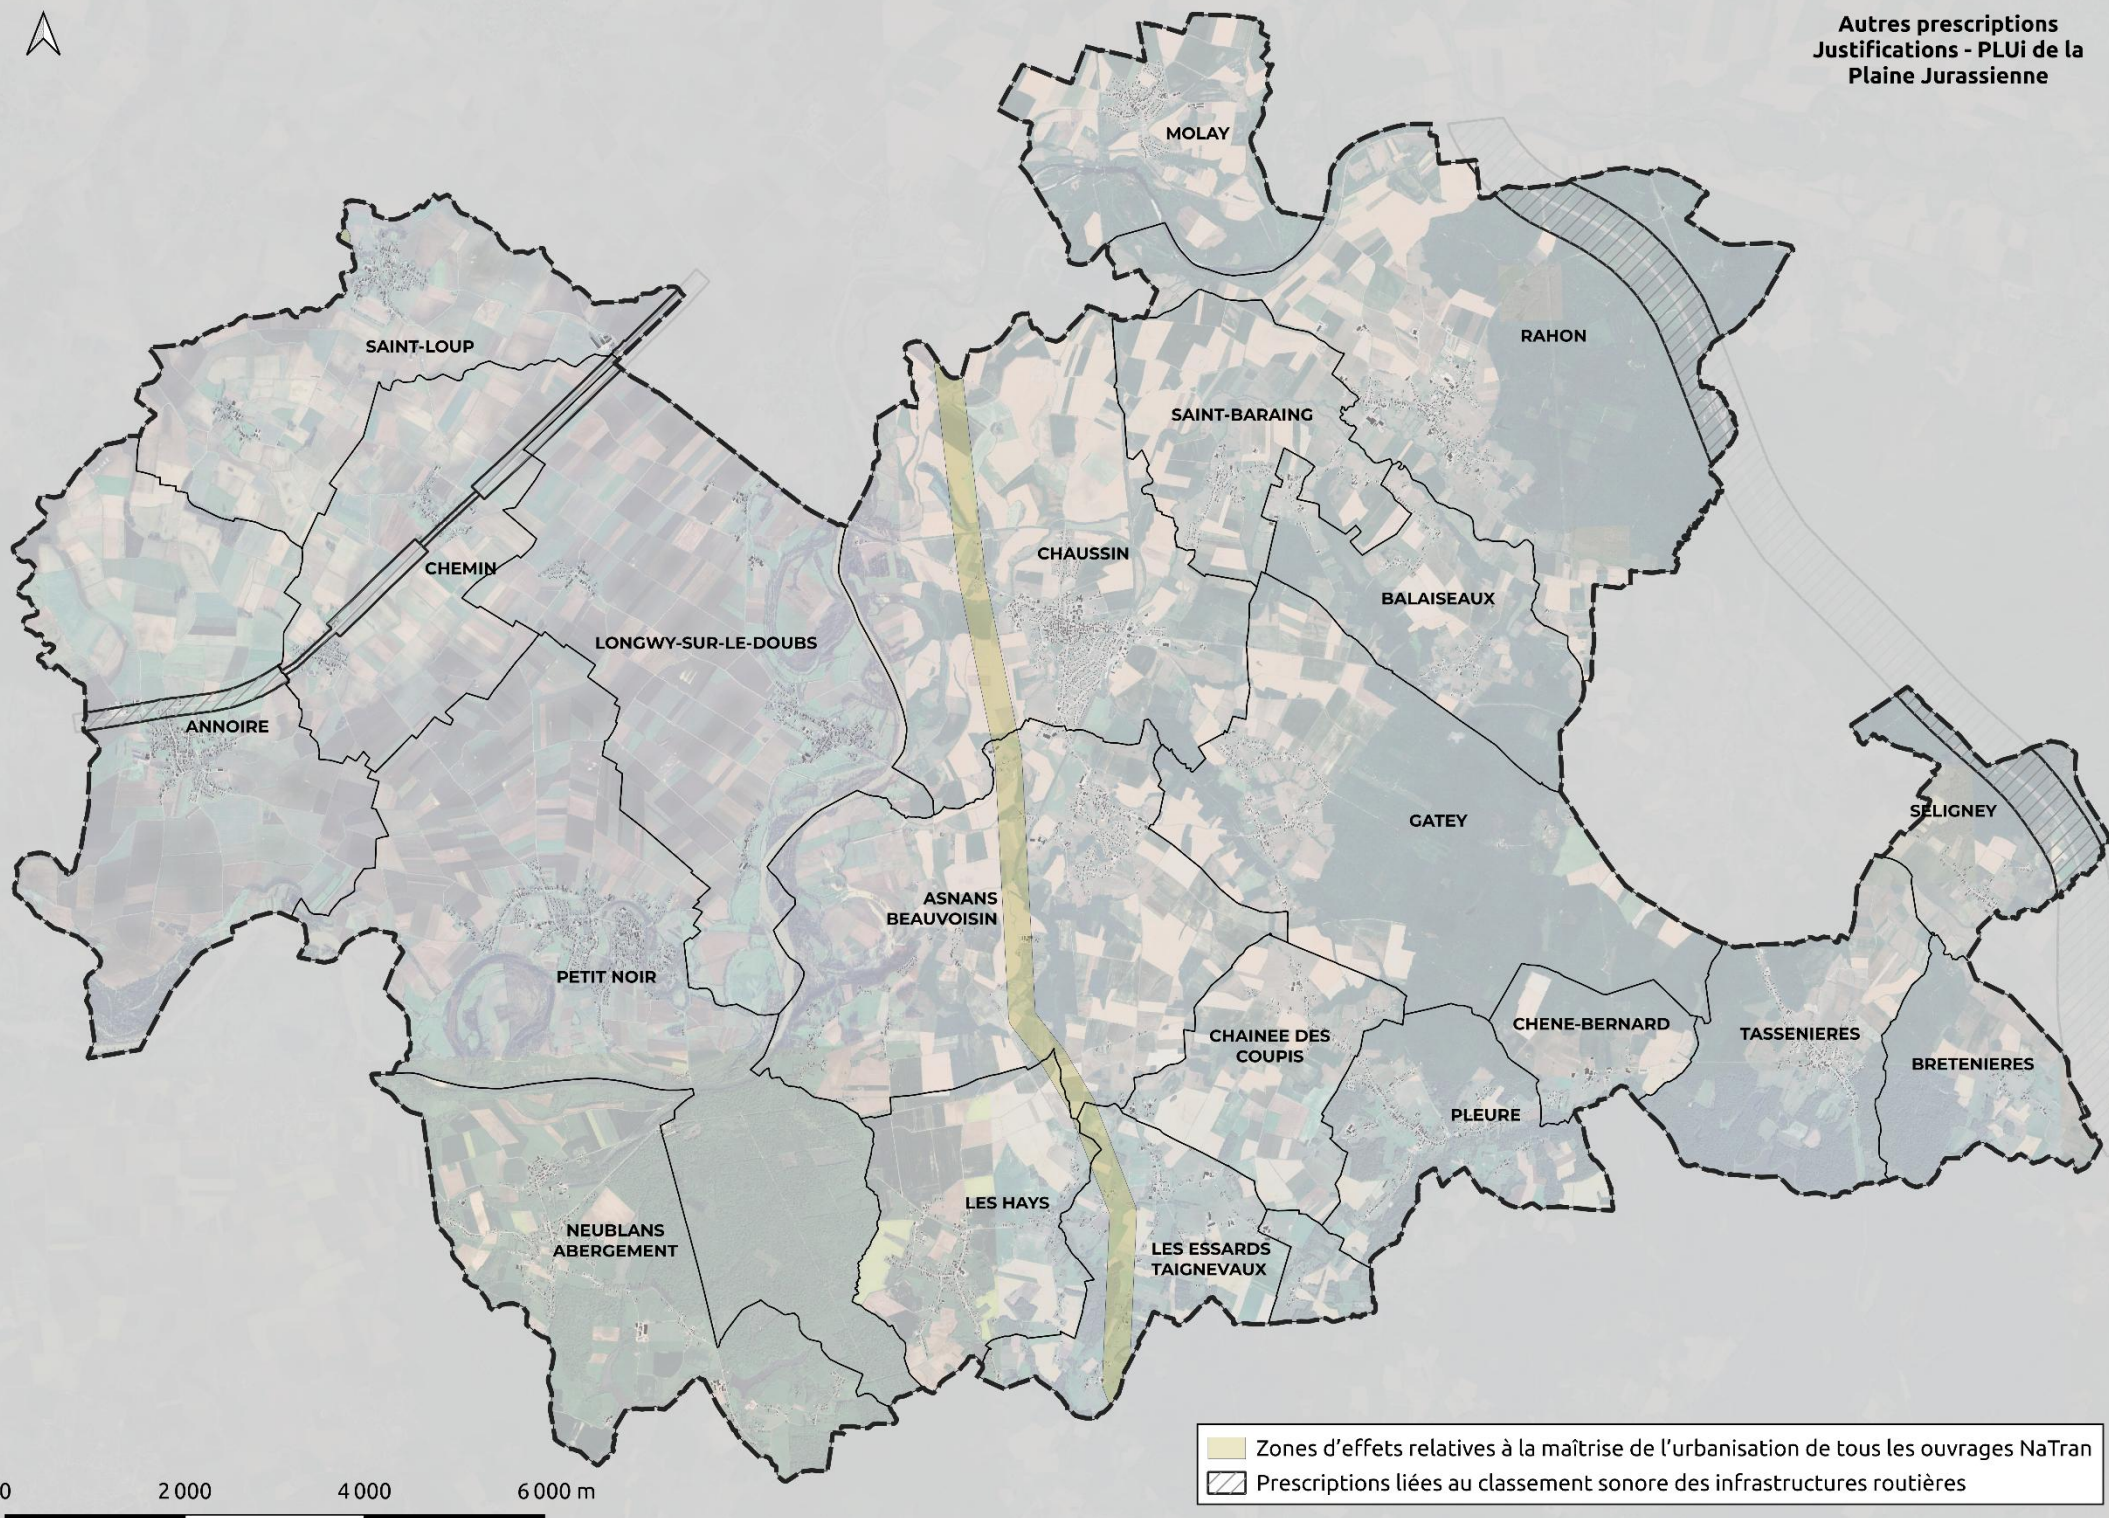 Autres prescriptions
Justifications - PLUi de la
Plaine Jurassienne
MOLAY
RAHON
SAINT-LOUP
SAINT-BARAING
CHAUSSIN
CHEMIN
BALAISEAUX
LONGWY-SUR-LE-DOUBS
ANNOIRE
SELIGNEY
GATEY
ASNANS
BEAUVOISIN
PETIT NOIR
CHENE-BERNARD
CHAINEE DES
COUPIS
TASSENIERES
BRETENIERES
PLEURE
LES HAYS
NEUBLANS
ABERGEMENT
LES ESSARDS
TAIGNEVAUX
Zones d'effets relatives à la maîtrise de l'urbanisation de tous les ouvrages NaTran
Prescriptions liées au classement sonore des infrastructures routières
0 2 000 4 000 6 000 m